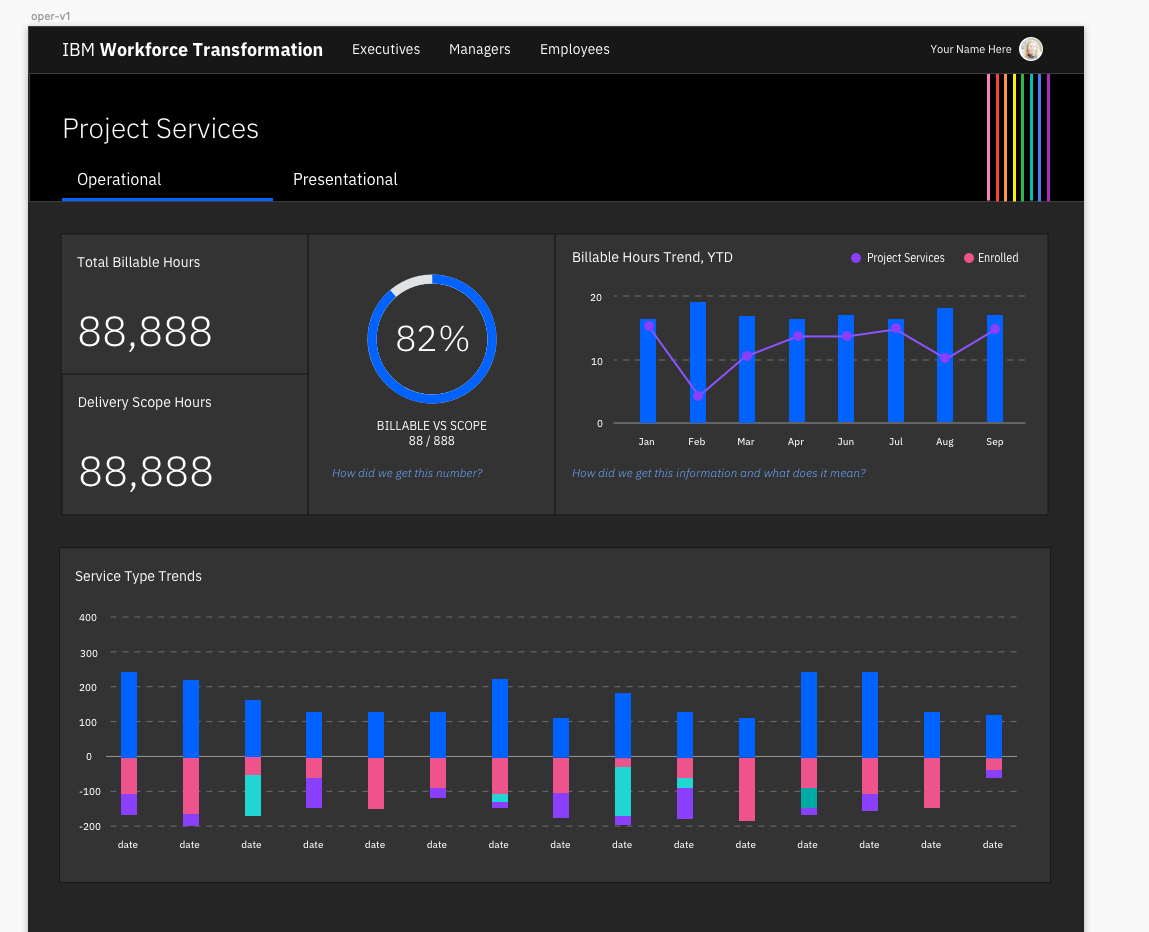 oper-v1
IBM Workforce Transformation Executives Managers Employees Your Name Here
Project Services
Operational Presentational
Total Billable Hours
88,888
Delivery Scope Hours
88,888
82%
BILLABLE VS SCOPE
88 / 888
How did we get this number?
Billable Hours Trend, YTD Project Services Enrolled
20
10
0
Jan Feb Mar Apr Jun Jul Aug Sep
How did we get this information and what does it mean?
Service Type Trends
400
300
200
100
0
-100
-200
date date date date date date date date date date date date date date date